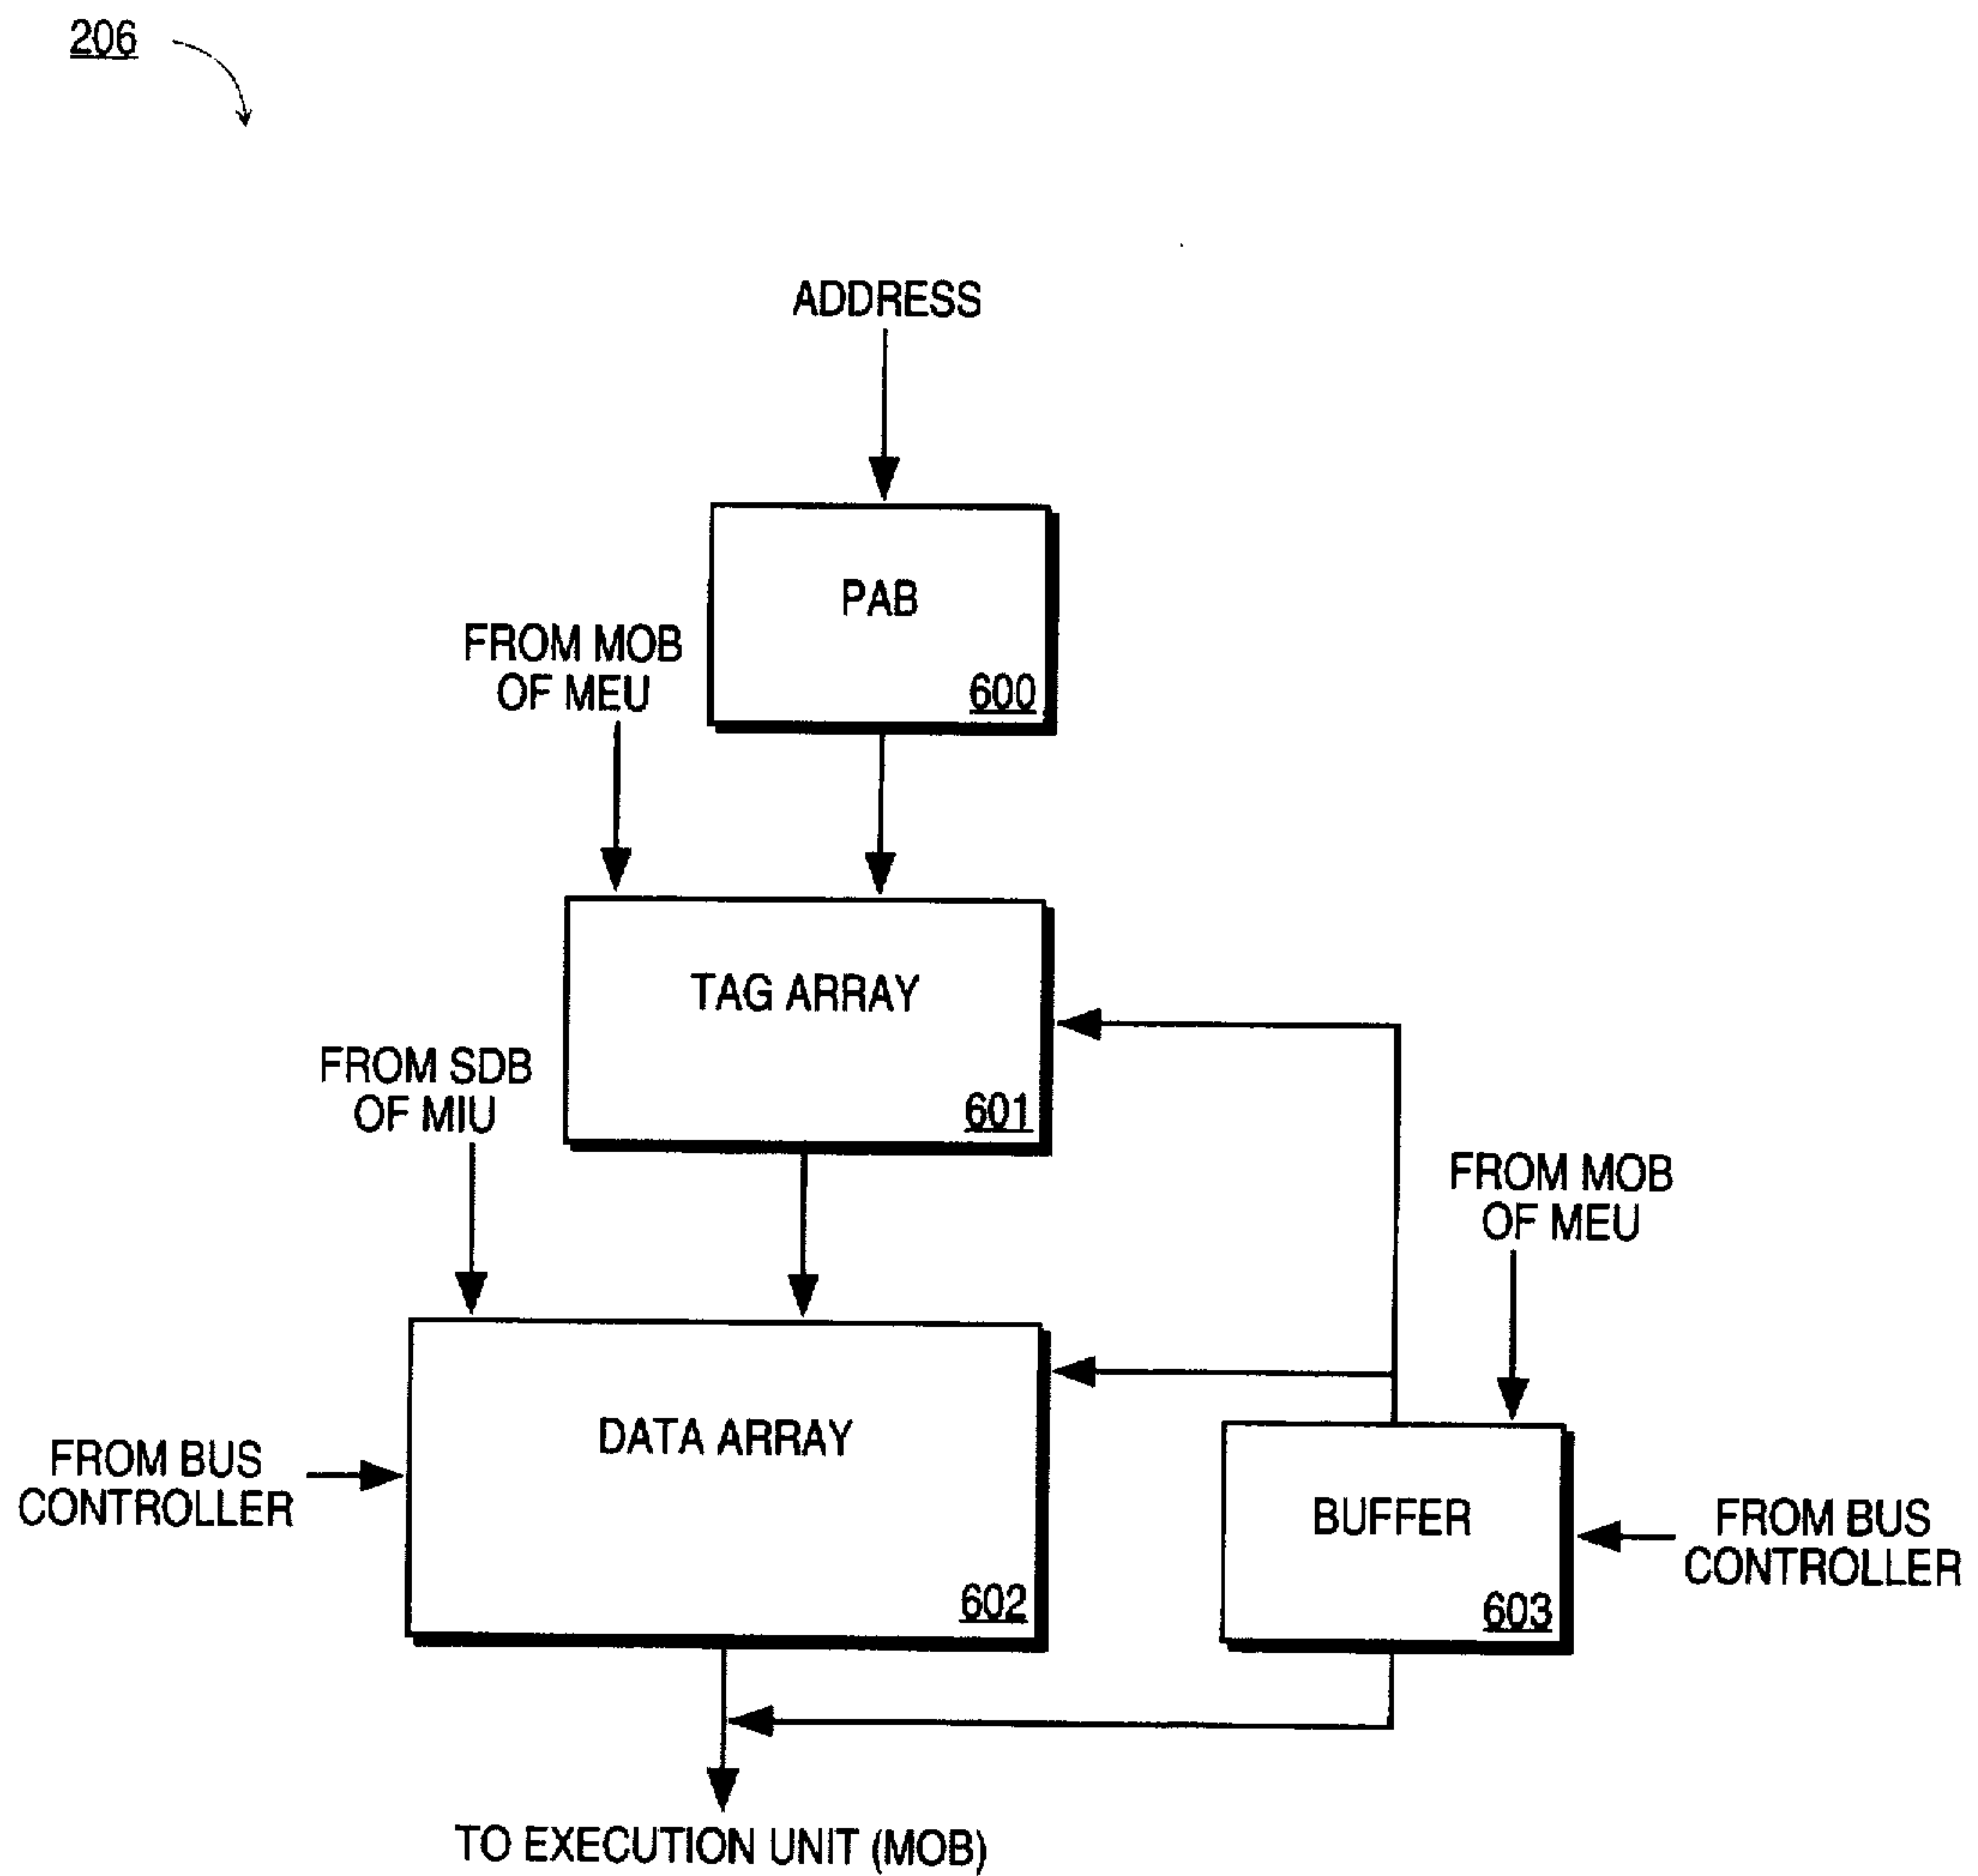 206
ADDRESS
PAB
600
FROM MOB
OF MEU
TAG ARRAY
601
FROM SDB
OF MIU
FROM MOB
OF MEU
DATA ARRAY
602
FROM BUS
CONTROLLER
BUFFER
603
FROM BUS
CONTROLLER
TO EXECUTION UNIT (MOB)